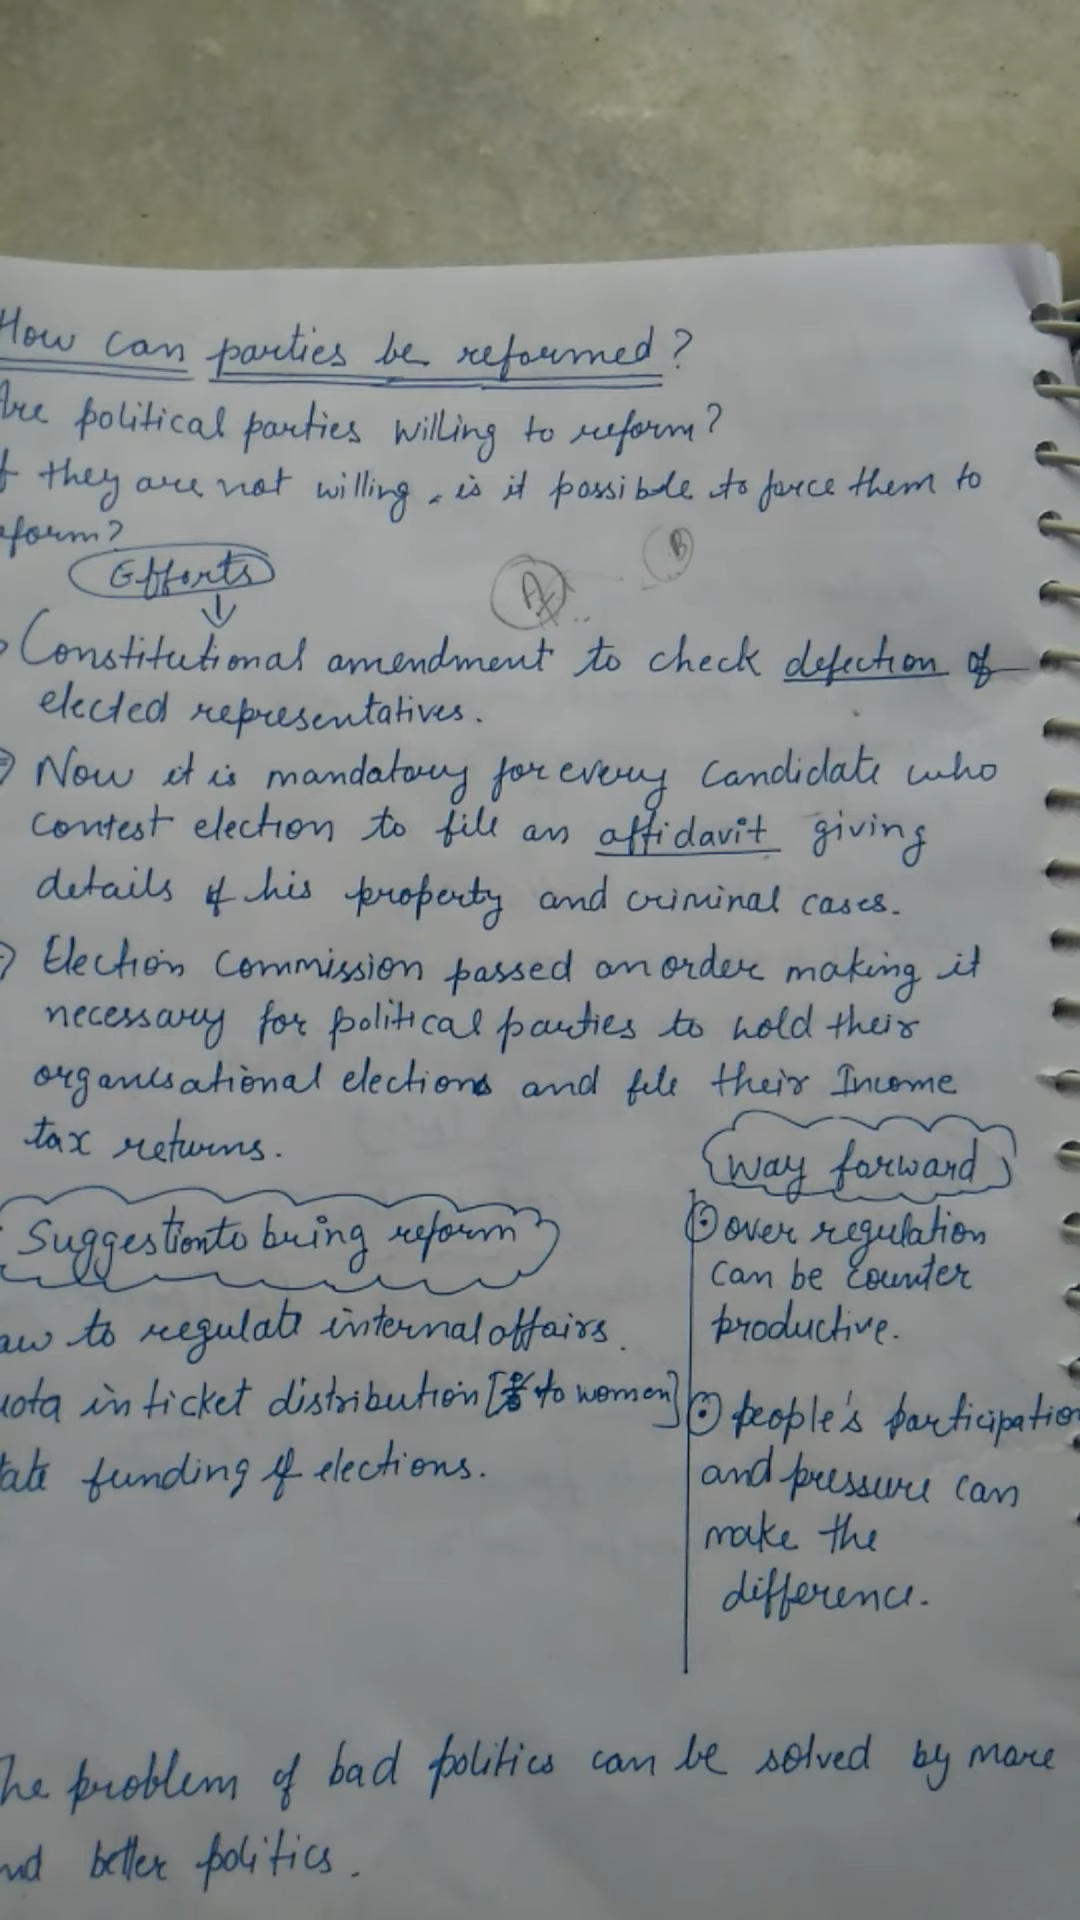 How can parties be reformed?
Are political parties willing to reform?
f they are not willing, is it possible to force them to
eform?
Efforts
A
B
Constitutional amendment to check defection of
elected representatives.
Now it is mandatory for every candidate who
contest election to file an affidavit giving
details of his property and criminal cases.
Election Commission passed an order making it
necessary for political parties to hold their
organisational elections and file their Income
tax returns.
Suggestion to bring reform
aw to regulate internal affairs.
uota in ticket distribution [to women]
tate funding of elections.
Way forward
over regulation
can be counter
productive.
people's participation
and pressure can
make the
difference.
The problem of bad politics can be solved by more
nd better politics.